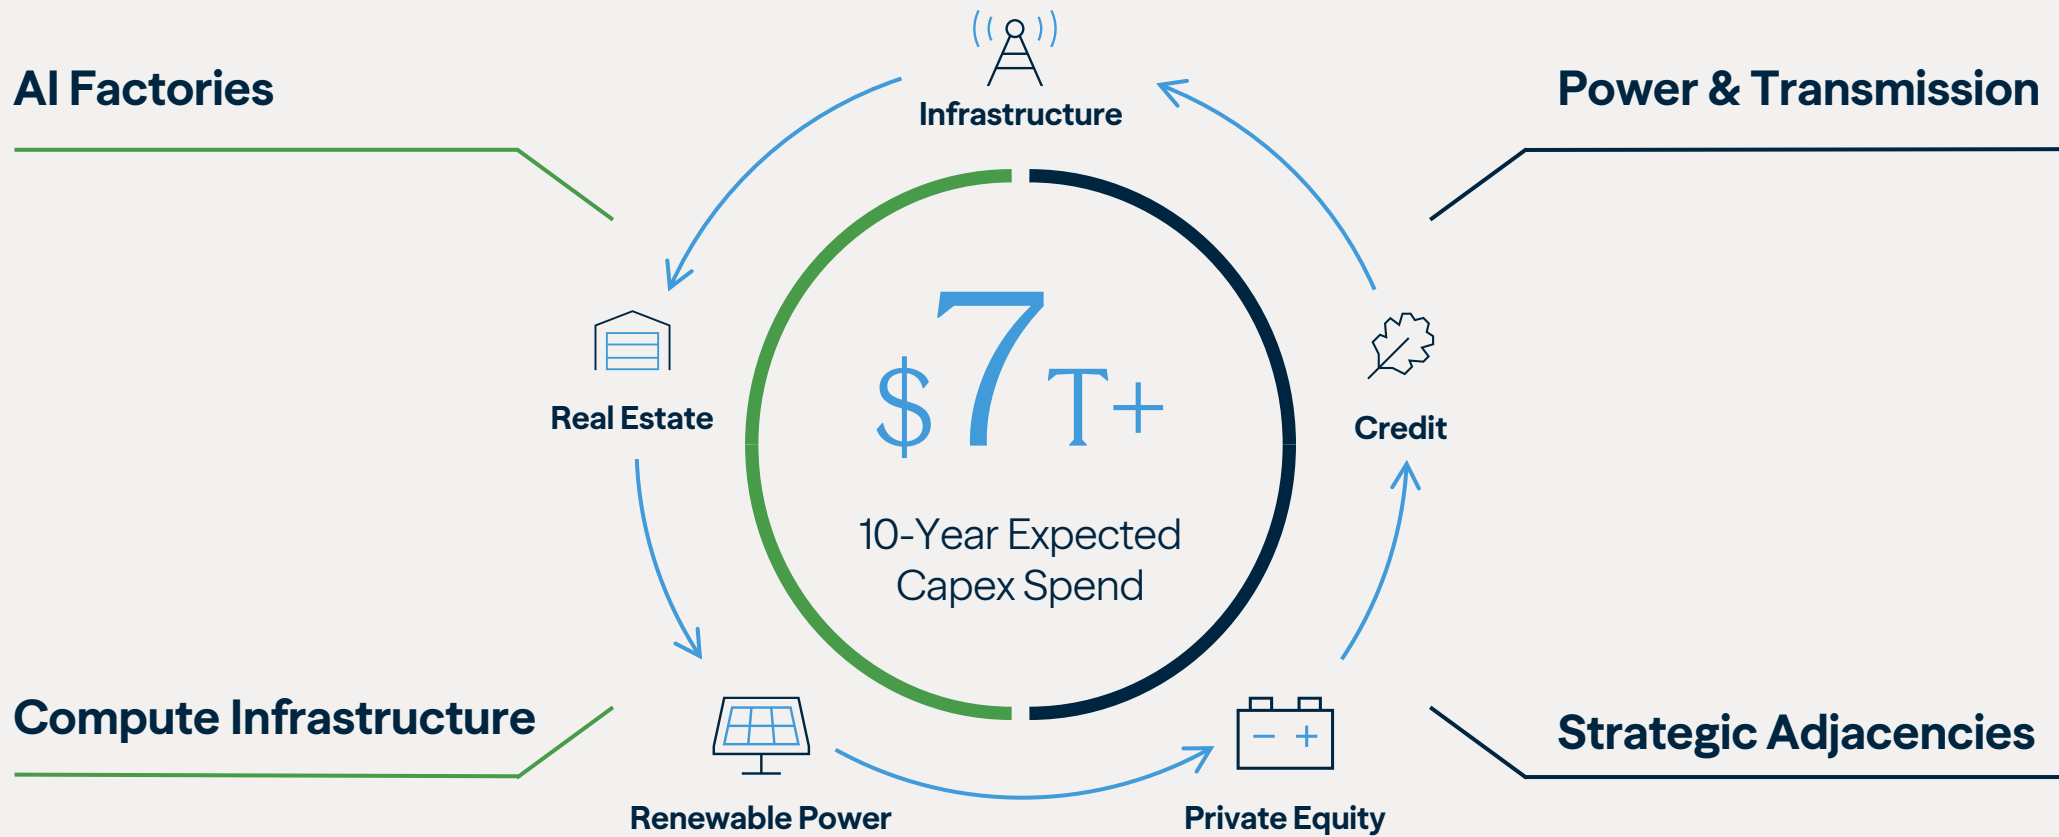 AI Factories
Infrastructure
Power & Transmission
Real Estate
$7T+
10-Year Expected
Capex Spend
Credit
Compute Infrastructure
Strategic Adjacencies
Renewable Power
Private Equity